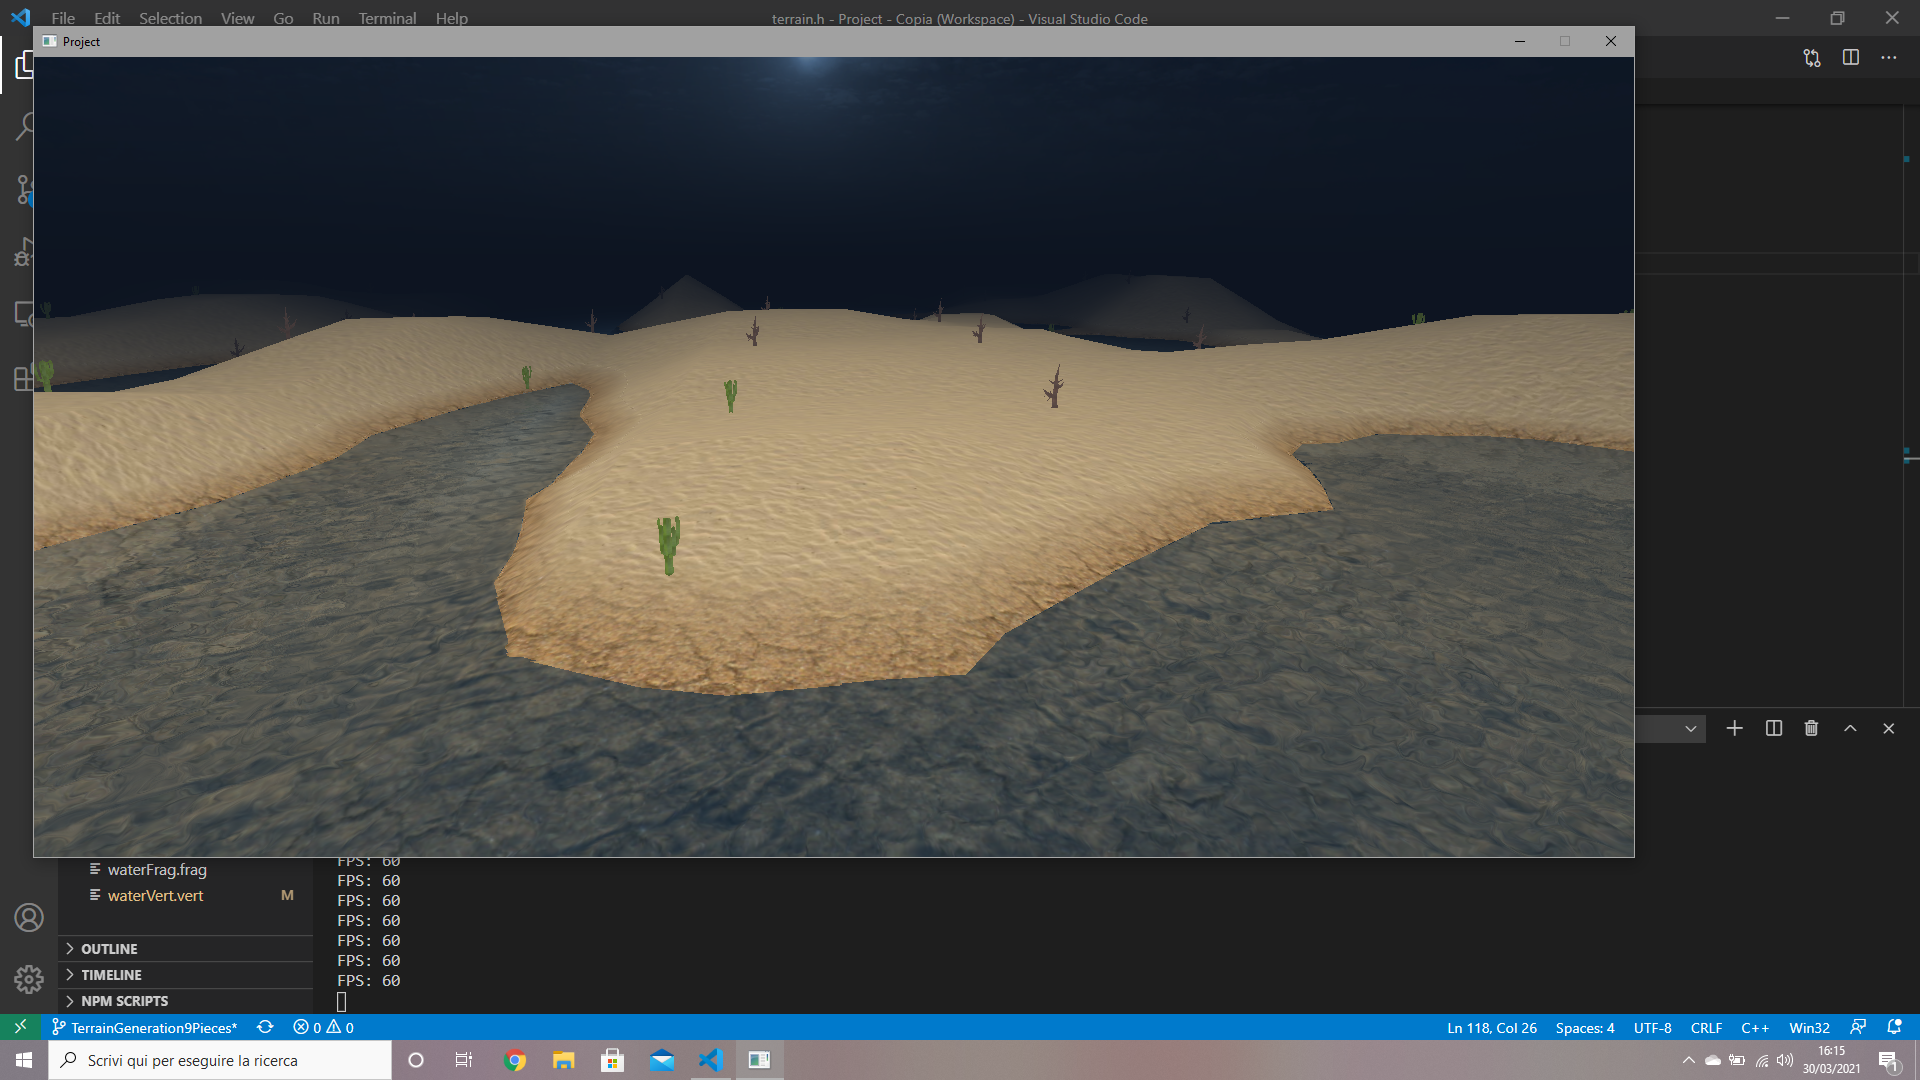 File Edit Selection View Go Run Terminal Help
terrain.h - Project - Copia (Workspace) - Visual Studio Code
Project
waterFrag.frag
waterVert.vert M
OUTLINE
TIMELINE
NPM SCRIPTS
FPS: 60
FPS: 60
FPS: 60
FPS: 60
FPS: 60
FPS: 60
FPS: 60
TerrainGeneration9Pieces* 0 0
Ln 118, Col 26 Spaces: 4 UTF-8 CRLF C++ Win32
Scrivi qui per eseguire la ricerca
16:15
30/03/2021
1